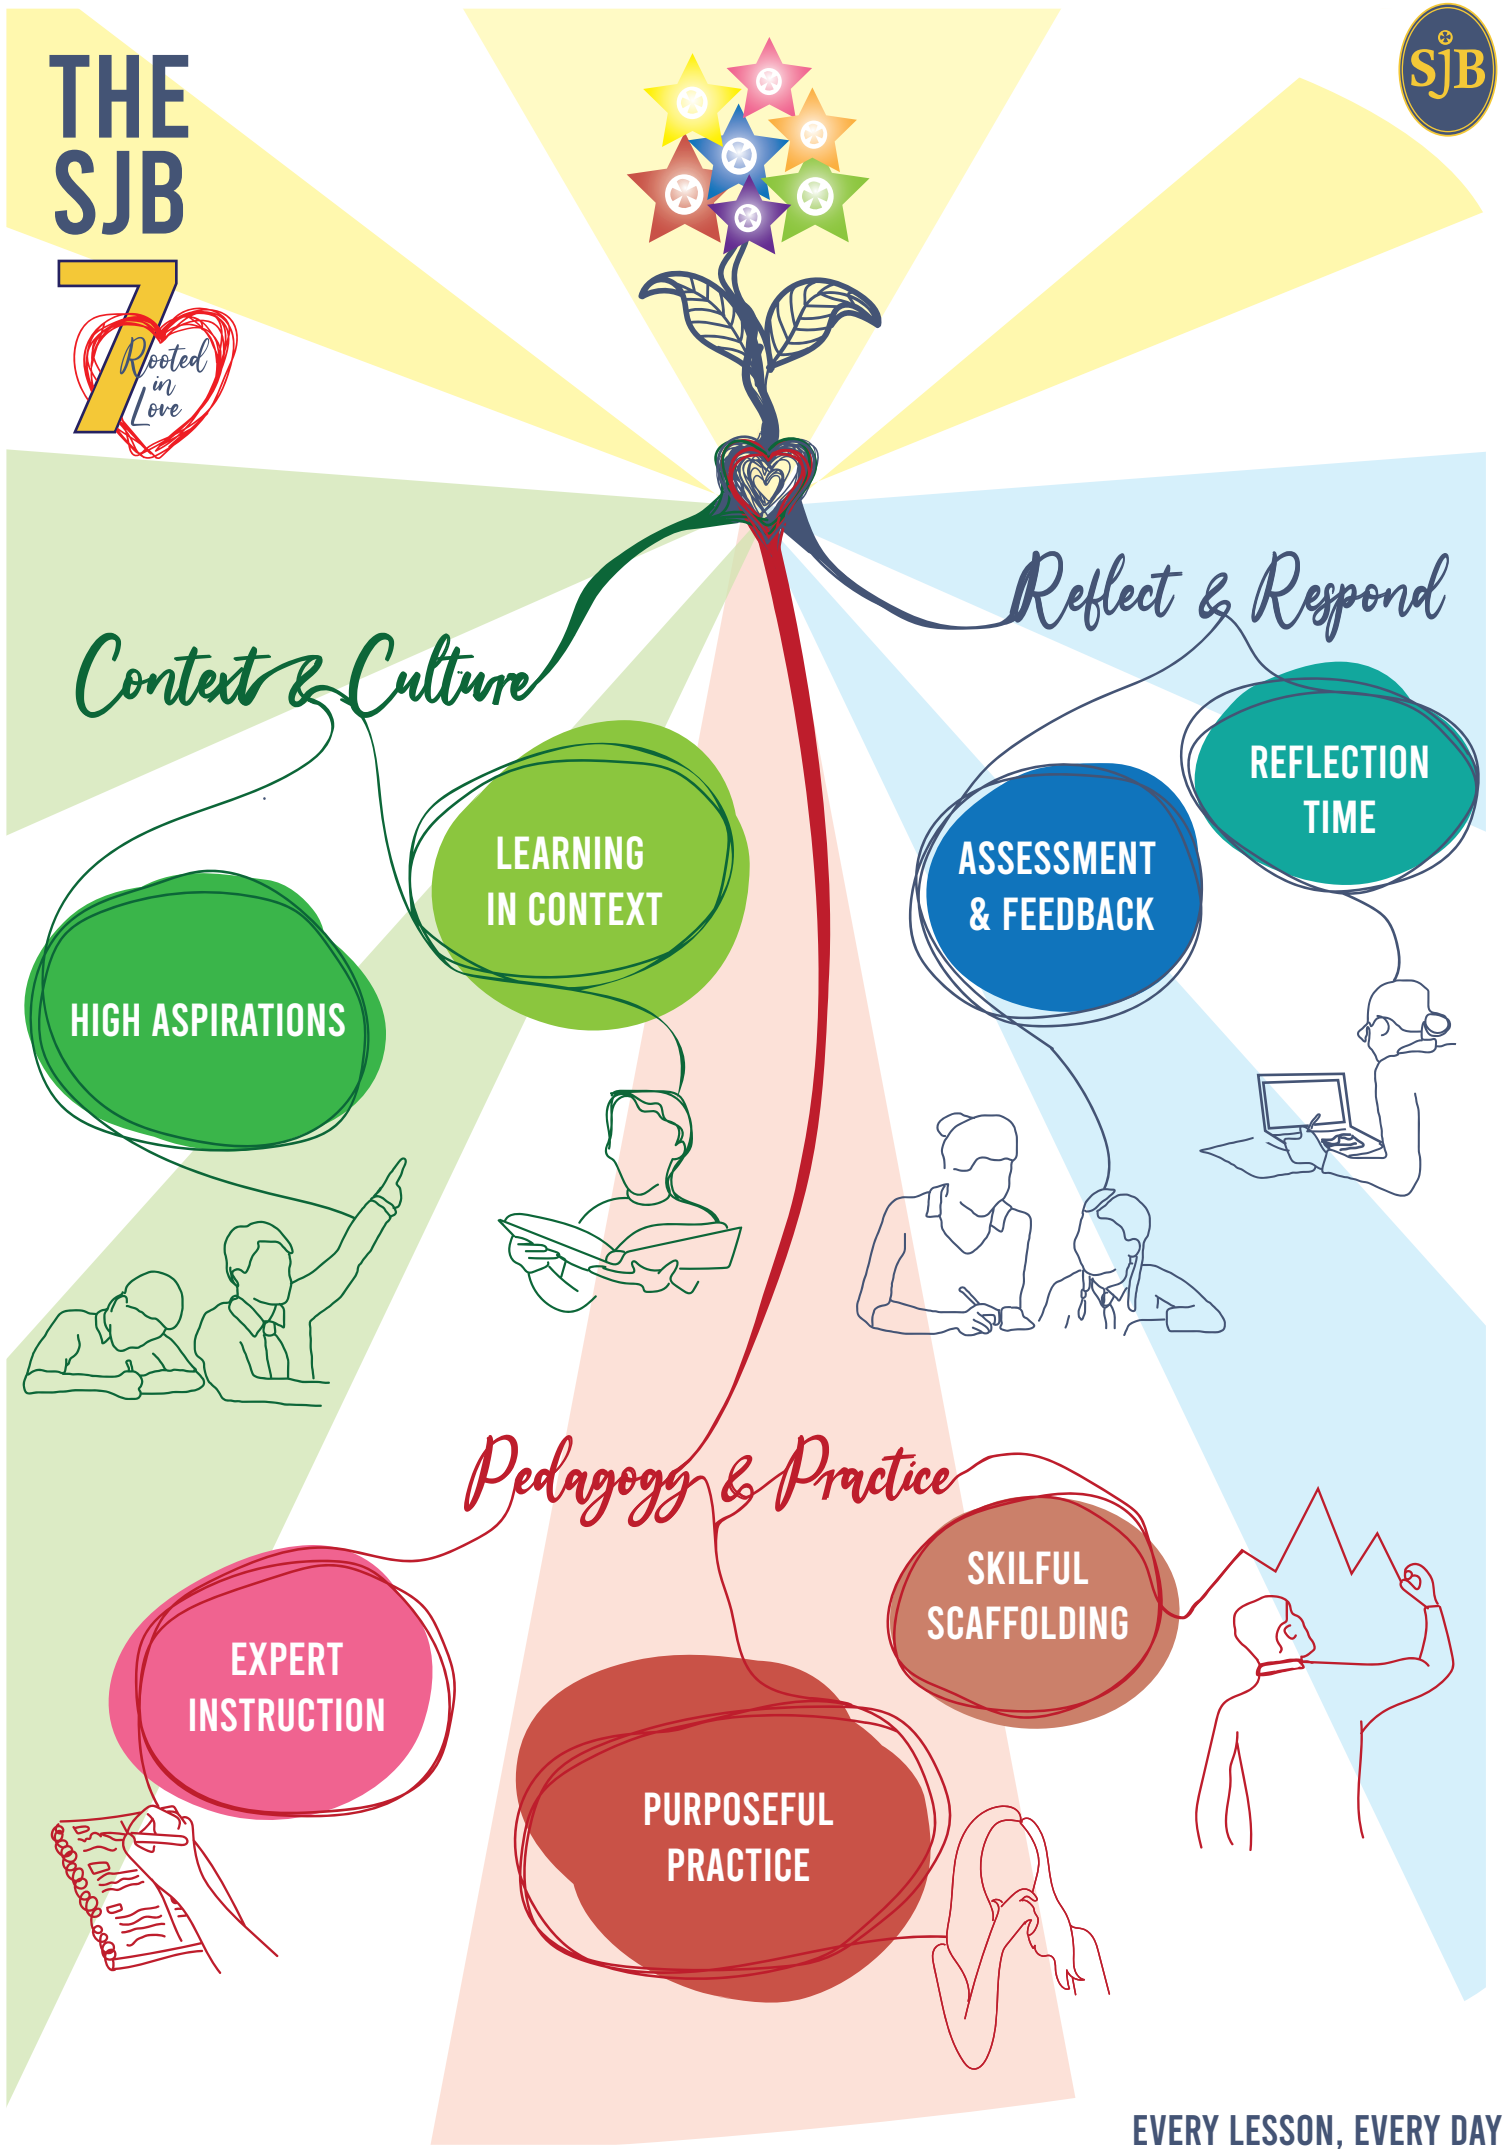 THE
SJB
7
Rooted
in
Love
SjB
Reflect & Respond
Context & Culture
REFLECTION
TIME
LEARNING
IN CONTEXT
ASSESSMENT
& FEEDBACK
HIGH ASPIRATIONS
Pedagogy & Practice
SKILFUL
SCAFFOLDING
EXPERT
INSTRUCTION
PURPOSEFUL
PRACTICE
EVERY LESSON, EVERY DAY